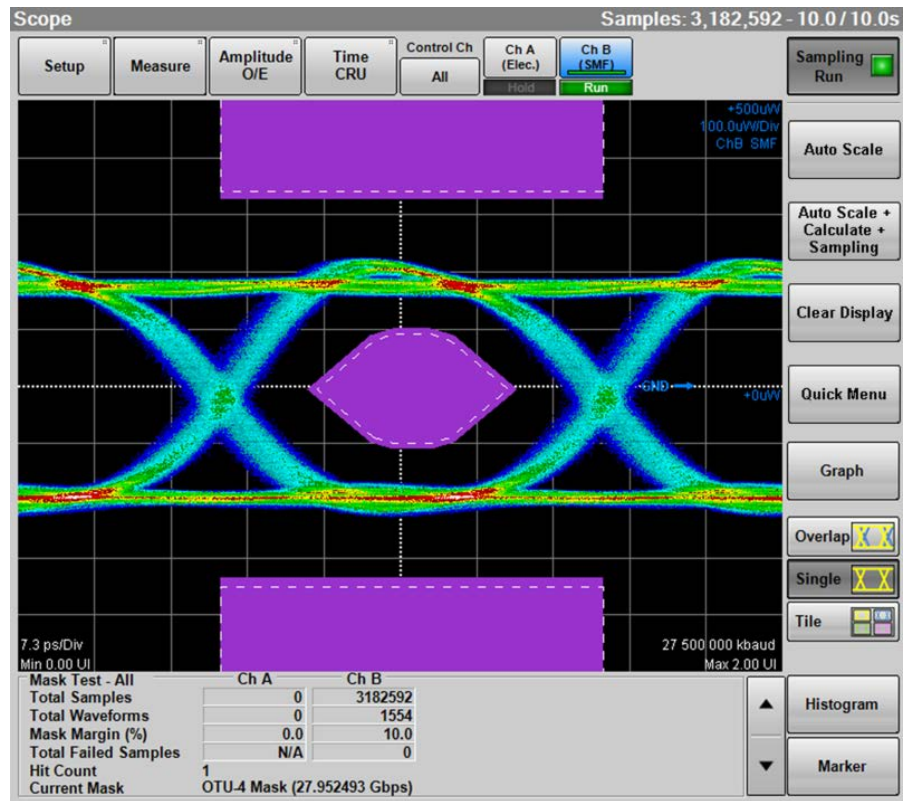 Scope
Samples: 3,182,592 - 10.0 / 10.0s
Setup
Measure
Amplitude
O/E
Time
CRU
Control Ch
All
Ch A
(Elec.)
Hold
Ch B
(SMF)
Run
Sampling
Run
+500uW
100.0uW/Div
ChB SMF
Auto Scale
Auto Scale +
Calculate +
Sampling
Clear Display
GND
+0uW
Quick Menu
Graph
Overlap
Single
Tile
7.3 ps/Div
Min 0.00 UI
27 500 000 kbaud
Max 2.00 UI
Mask Test - All Ch A Ch B
Total Samples 0 3182592
Total Waveforms 0 1554
Mask Margin (%) 0.0 10.0
Total Failed Samples N/A 0
Hit Count 1
Current Mask OTU-4 Mask (27.952493 Gbps)
Histogram
Marker